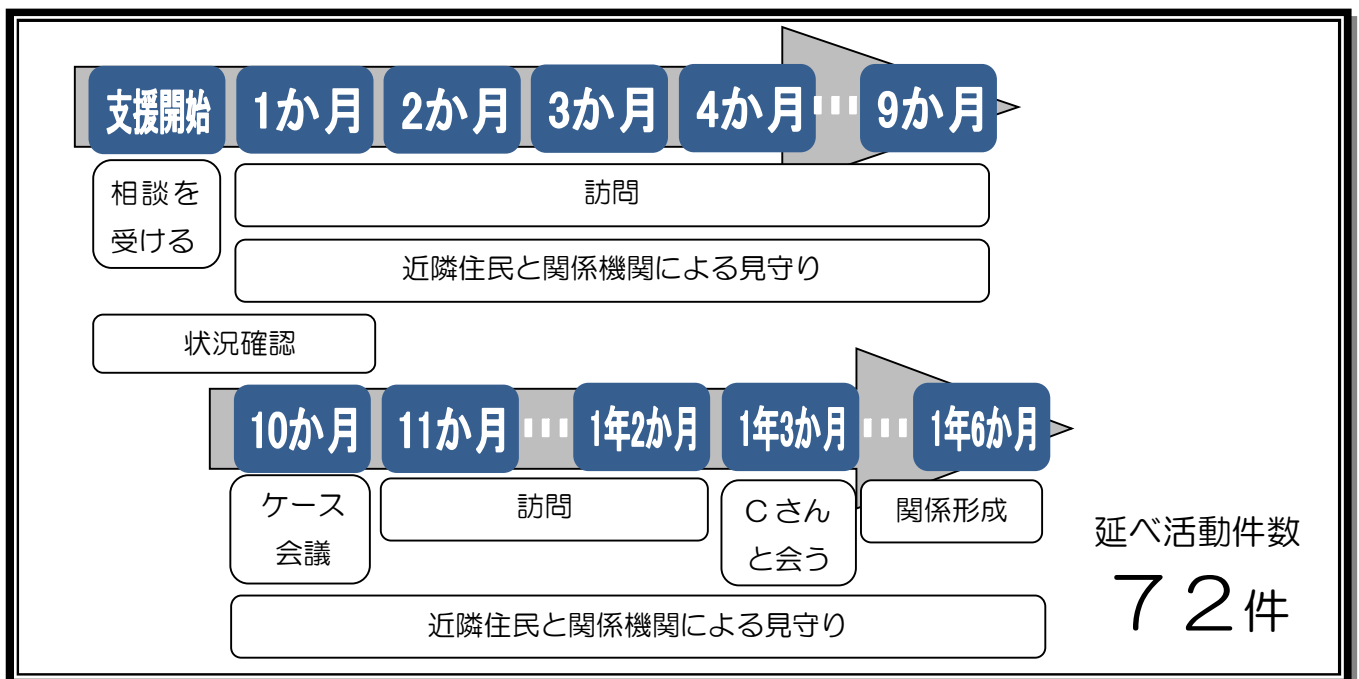 支援開始 1か月 2か月 3か月 4か月 9か月
相談を
受ける
訪問
近隣住民と関係機関による見守り
状況確認
10か月 11か月 1年2か月 1年3か月 1年6か月
ケース
会議
訪問
Cさん
と会う
関係形成
近隣住民と関係機関による見守り
延べ活動件数
72件